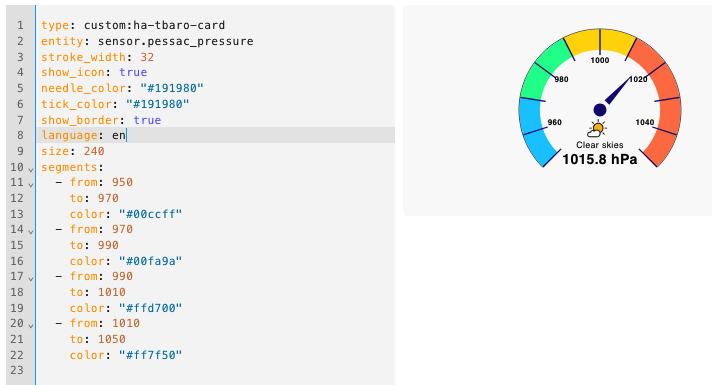 1 type: custom:ha-tbaro-card
2 entity: sensor.pessac_pressure
3 stroke_width: 32
4 show_icon: true
5 needle_color: "#191980"
6 tick_color: "#191980"
7 show_border: true
8 language: en
9 size: 240
10 segments:
11 - from: 950
12 to: 970
13 color: "#00ccff"
14 - from: 970
15 to: 990
16 color: "#00fa9a"
17 - from: 990
18 to: 1010
19 color: "#ffd700"
20 - from: 1010
21 to: 1050
22 color: "#ff7f50"
23
1000
980 1020
960 1040
Clear skies
1015.8 hPa